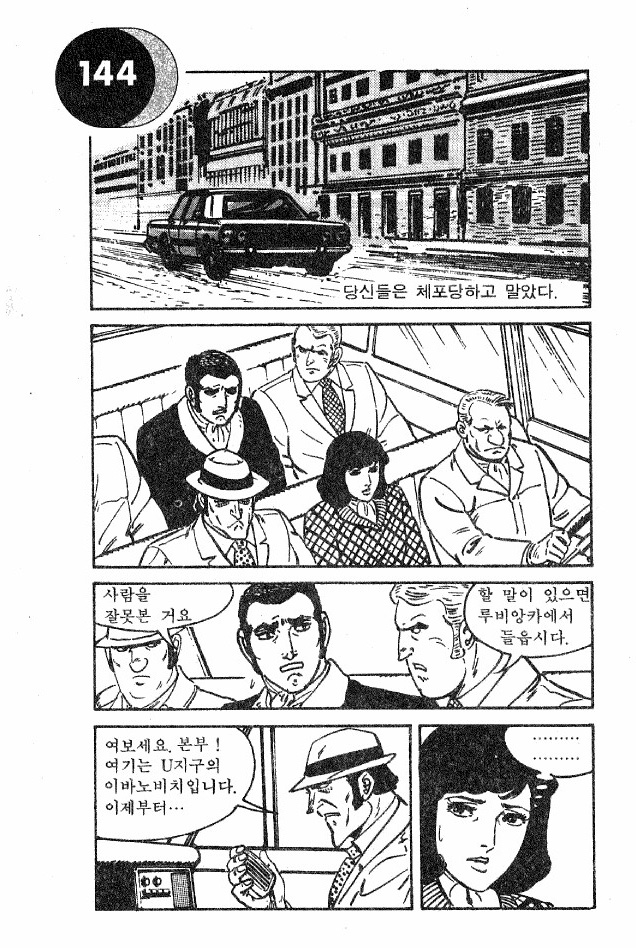 144
당신들은 체포당하고 말았다.
사람을
잘못본 거요
할 말이 있으면
루비앙카에서
들읍시다.
여보세요. 본부!
여기는 U지구의
이바노비치입니다.
이제부터…
………
………